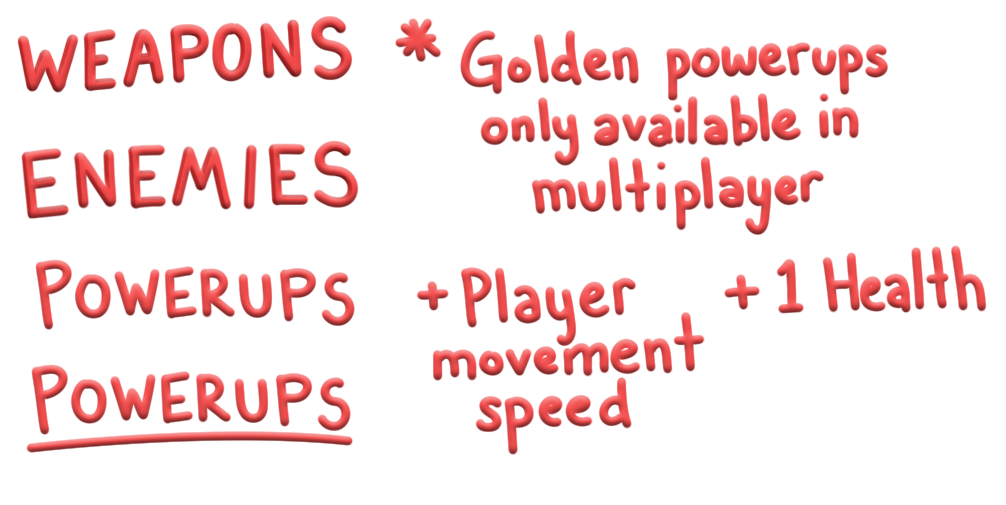 WEAPONS
ENEMIES
POWERUPS
POWERUPS
* Golden powerups
only available in
multiplayer
+ Player
movement
speed
+ 1 Health